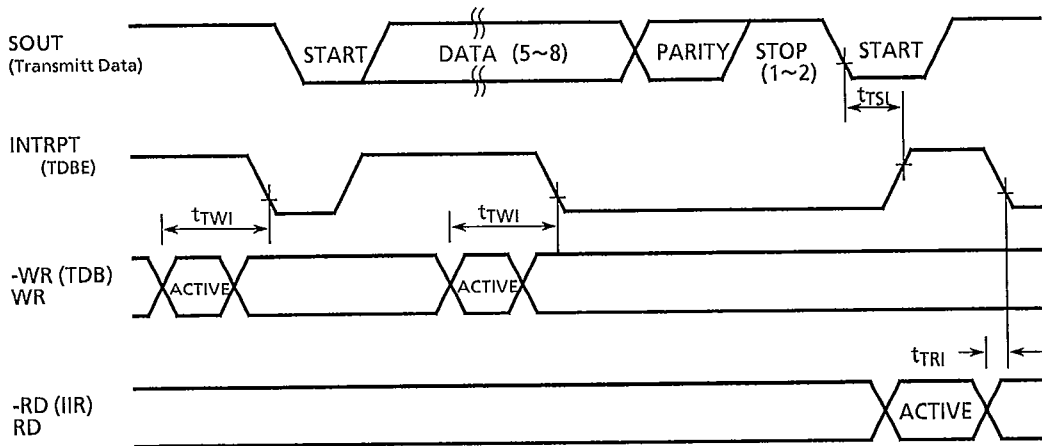 SOUT
(Transmitt Data)
START
DATA (5~8)
PARITY
STOP
(1~2)
START
tTSI
INTRPT
(TDBE)
tTWI
tTWI
-WR (TDB)
WR
ACTIVE
ACTIVE
tTRI
-RD (IIR)
RD
ACTIVE